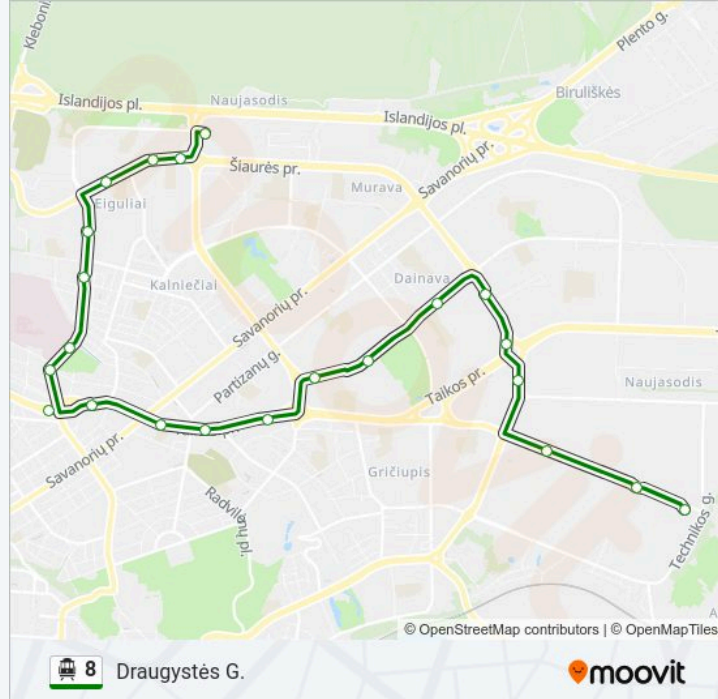 Kleboni
Plento g.
Islandijos pl.
Naujasodis
Biruliškės
Islandijos pl.
Šiaurės pr.
Savanorių pr.
Murava
Eiguliai
Dainava
Kalniečiai
Savanorių pr.
Partizanų g.
Taikos pr.
Naujasodis
Savanorių pr.
Gričiupis
Radvilėnų pl.
Technikos g.
© OpenStreetMap contributors | © OpenMapTiles
8 Draugystės G.
moovit